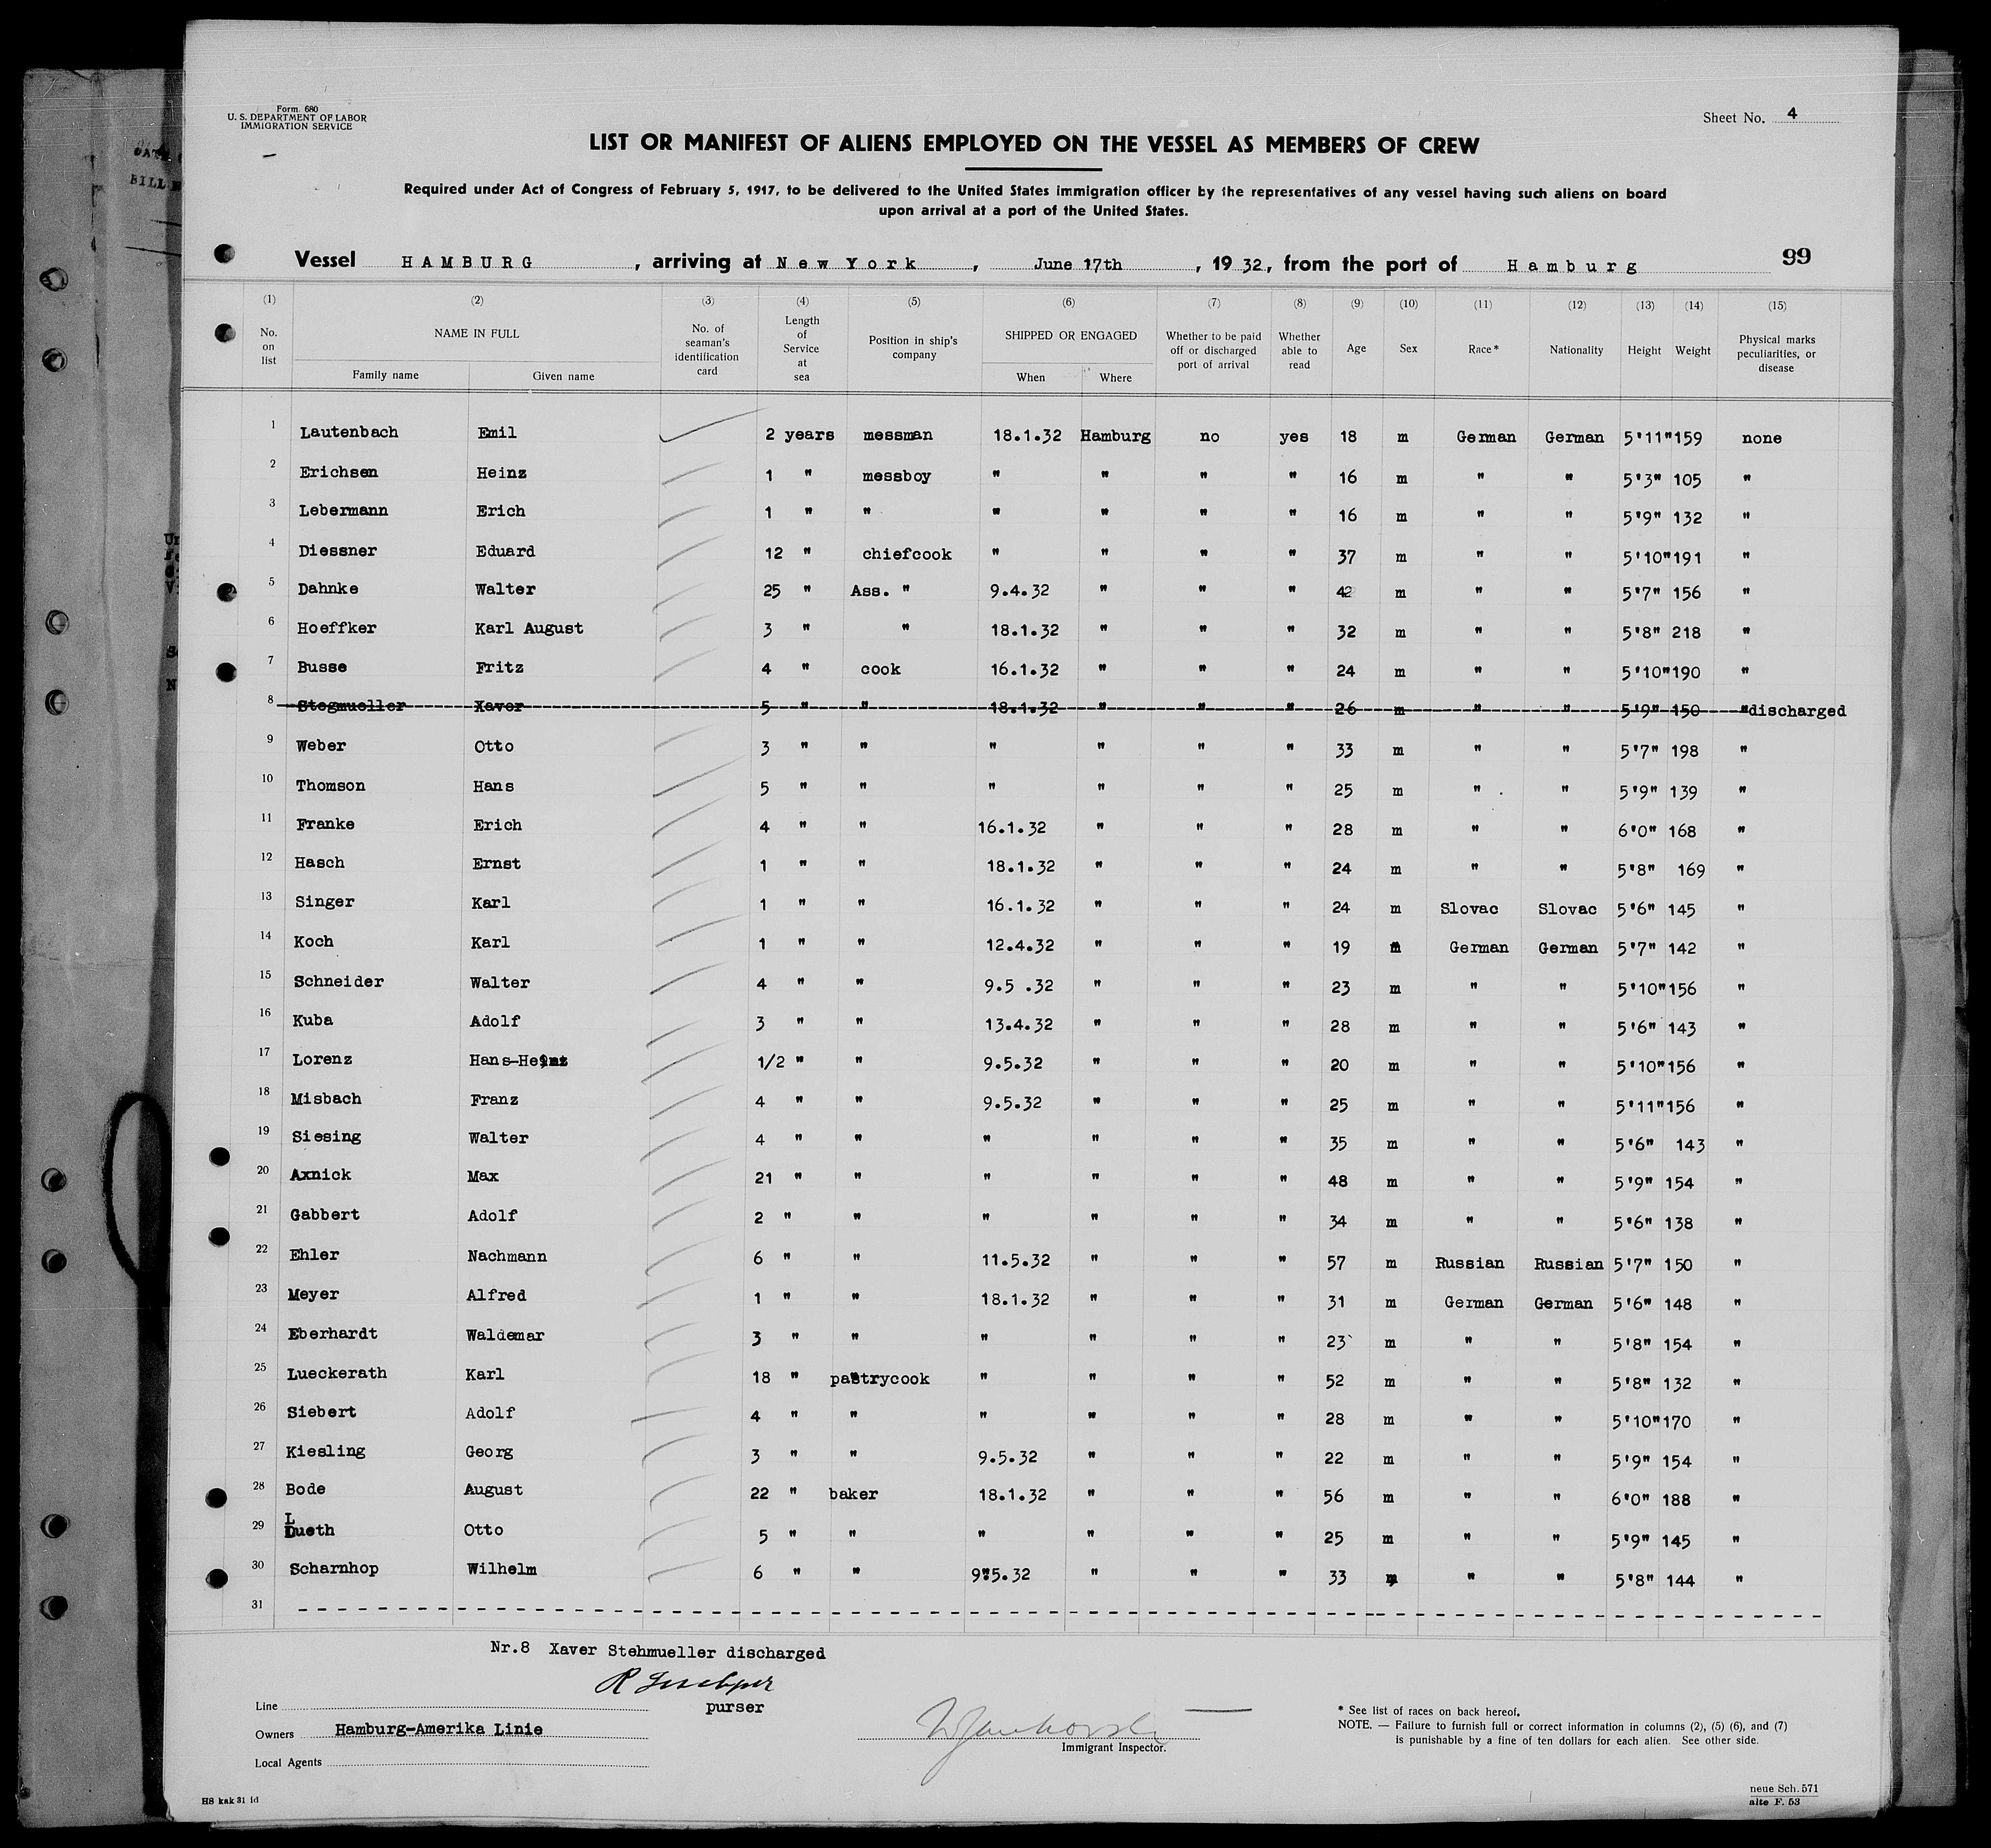 Form 680
U. S. DEPARTMENT OF LABOR
IMMIGRATION SERVICE
Sheet No. 4
LIST OR MANIFEST OF ALIENS EMPLOYED ON THE VESSEL AS MEMBERS OF CREW
Required under Act of Congress of February 5, 1917, to be delivered to the United States immigration officer by the representatives of any vessel having such aliens on board
upon arrival at a port of the United States.
Vessel HAMBURG, arriving at New York, June 17th, 1932, from the port of Hamburg 99
(1) (2) (3) (4) (5) (6) (7) (8) (9) (10) (11) (12) (13) (14) (15)
No. on list NAME IN FULL Family name Given name No. of seaman's identification card Length of Service at sea Position in ship's company SHIPPED OR ENGAGED When Where Whether to be paid off or discharged port of arrival Whether able to read Age Sex Race* Nationality Height Weight Physical marks peculiarities, or disease
1 Lautenbach Emil 2 years messman 18.1.32 Hamburg no yes 18 m German German 5'11" 159 none
2 Erichsen Heinz 1 " messboy " " " " 16 m " " 5'3" 105 "
3 Lebermann Erich 1 " " " " " " 16 m " " 5'9" 132 "
4 Diessner Eduard 12 " chiefcook " " " " 37 m " " 5'10" 191 "
5 Dahnke Walter 25 " Ass. " 9.4.32 " " " 42 m " " 5'7" 156 "
6 Hoeffker Karl August 3 " " 18.1.32 " " " 32 m " " 5'8" 218 "
7 Busse Fritz 4 " cook 16.1.32 " " " 24 m " " 5'10" 190 "
8 Stegmueller Xaver 5 " " 18.1.32 " " " 26 m " " 5'9" 150 "discharged
9 Weber Otto 3 " " " " " " 33 m " " 5'7" 198 "
10 Thomson Hans 5 " " " " " " 25 m " " 5'9" 139 "
11 Franke Erich 4 " " 16.1.32 " " " 28 m " " 6'0" 168 "
12 Hasch Ernst 1 " " 18.1.32 " " " 24 m " " 5'8" 169 "
13 Singer Karl 1 " " 16.1.32 " " " 24 m Slovac Slovac 5'6" 145 "
14 Koch Karl 1 " " 12.4.32 " " " 19 m German German 5'7" 142 "
15 Schneider Walter 4 " " 9.5 .32 " " " 23 m " " 5'10" 156 "
16 Kuba Adolf 3 " " 13.4.32 " " " 28 m " " 5'6" 143 "
17 Lorenz 1/2 " " 9.5.32 " " " 20 m " " 5'10" 156 "
18 Misbach Franz 4 " " 9.5.32 " " " 25 m " " 5'11" 156 "
19 Siesing Walter 4 " " " " " " 35 m " " 5'6" 143 "
20 Axnick Max 21 " " " " " " 48 m " " 5'9" 154 "
21 Gabbert Adolf 2 " " " " " " 34 m " " 5'6" 138 "
22 Ehler Nachmann 6 " " 11.5.32 " " " 57 m Russian Russian 5'7" 150 "
23 Meyer Alfred 1 " " 18.1.32 " " " 31 m German German 5'6" 148 "
24 Eberhardt Waldemar 3 " " " " " " 23 m " " 5'8" 154 "
25 Lueckerath Karl 18 " pastrycook " " " " 52 m " " 5'8" 132 "
26 Siebert Adolf 4 " " " " " " 28 m " " 5'10" 170 "
27 Kiesling Georg 3 " " 9.5.32 " " " 22 m " " 5'9" 154 "
28 Bode August 22 " baker 18.1.32 " " " 56 m " " 6'0" 188 "
29 Lueth Otto 5 " " " " " " 25 m " " 5'9" 145 "
30 Scharnhop Wilhelm 6 " " 9.5.32 " " " 33 m " " 5'8" 144 "
31
Nr.8 Xaver Stehmueller discharged
purser
Line
Owners Hamburg-Amerika Linie
Local Agents
Immigrant Inspector.
* See list of races on back hereof.
NOTE. — Failure to furnish full or correct information in columns (2), (5) (6), and (7)
is punishable by a fine of ten dollars for each alien. See other side.
neue Sch. 571
alte F. 53
H8 kak 31 1d